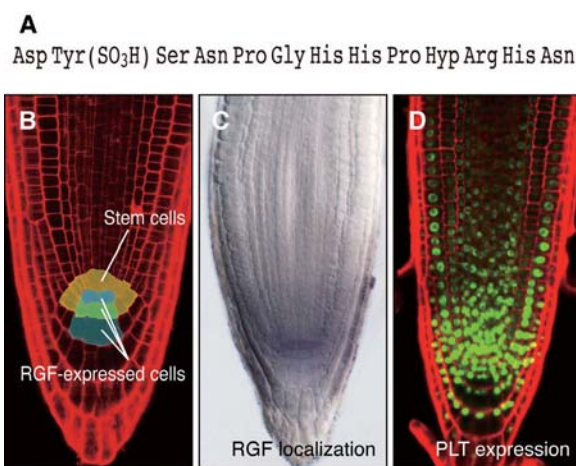 A
Asp Tyr(SO₃H) Ser Asn Pro Gly His His Pro Hyp Arg His Asn
B
Stem cells
RGF-expressed cells
C
RGF localization
D
PLT expression